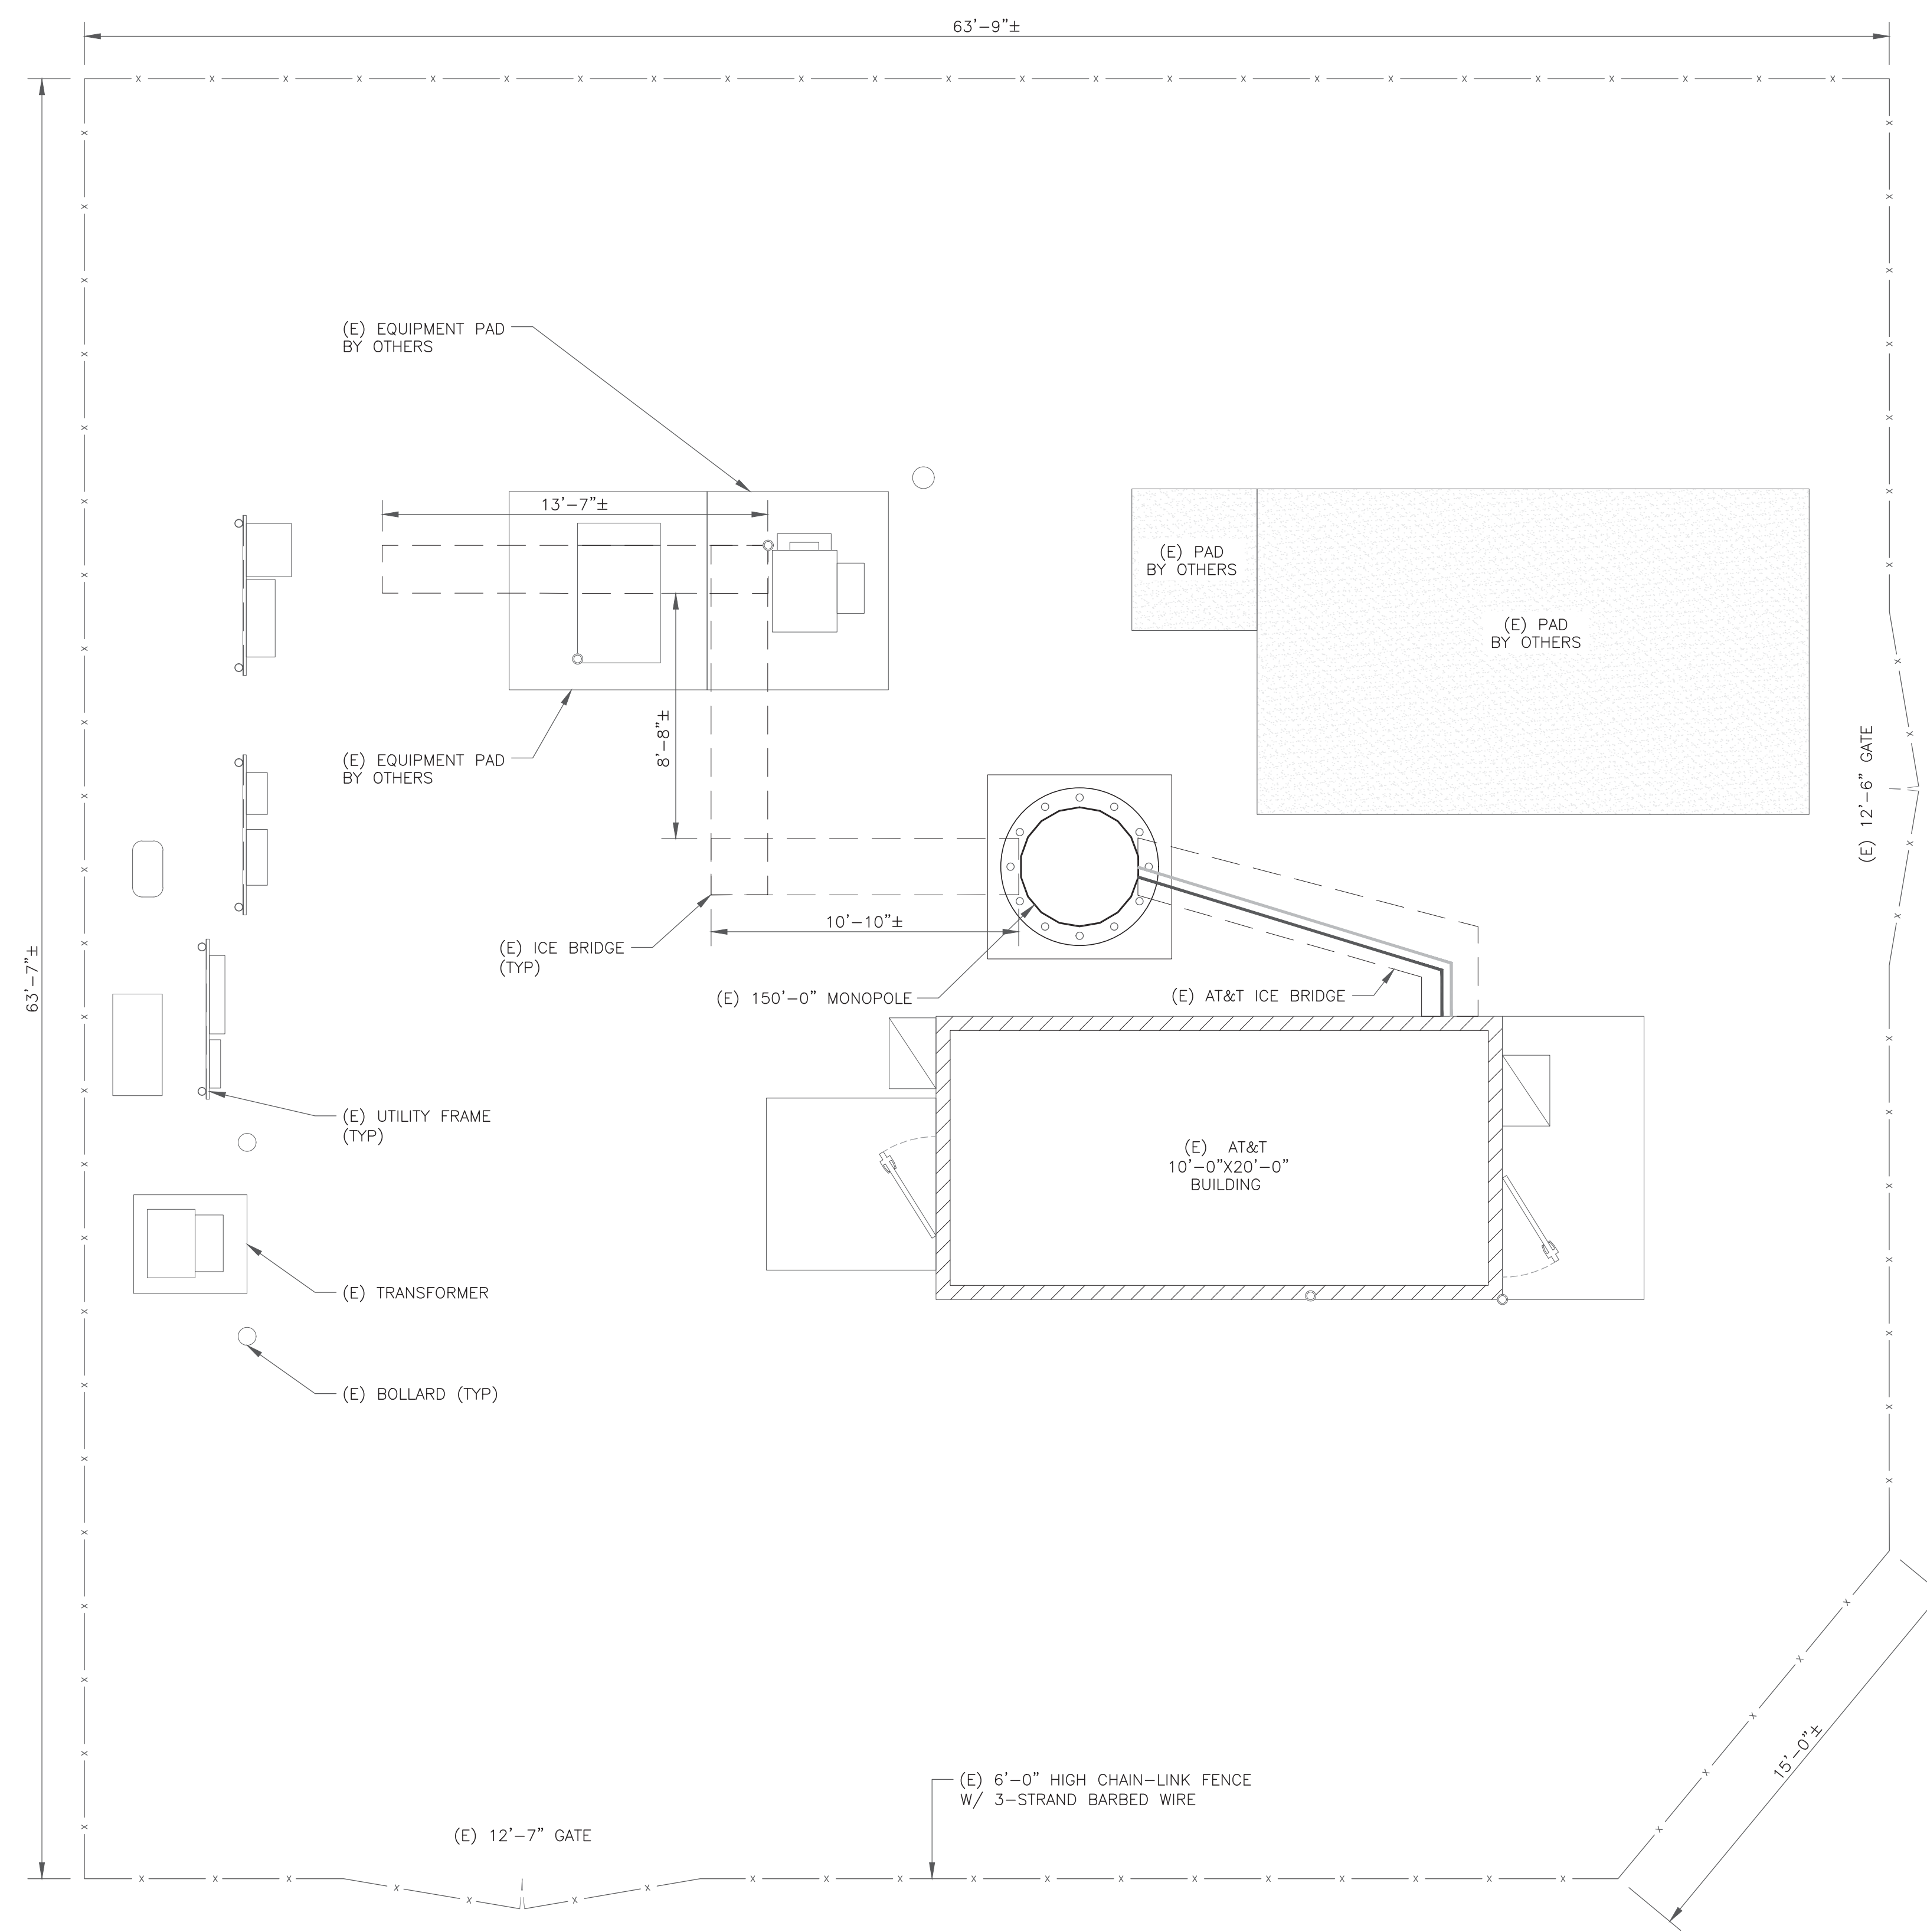 63'-9"±
(E) EQUIPMENT PAD
BY OTHERS
13'-7"±
(E) PAD
BY OTHERS
(E) PAD
BY OTHERS
8'-8"±
(E) EQUIPMENT PAD
BY OTHERS
(E) 12'-6" GATE
10'-10"±
(E) ICE BRIDGE
(TYP)
63'-7"±
(E) 150'-0" MONOPOLE
(E) AT&T ICE BRIDGE
(E) UTILITY FRAME
(TYP)
(E) AT&T
10'-0"X20'-0"
BUILDING
(E) TRANSFORMER
(E) BOLLARD (TYP)
15'-0"±
(E) 6'-0" HIGH CHAIN-LINK FENCE
W/ 3-STRAND BARBED WIRE
(E) 12'-7" GATE